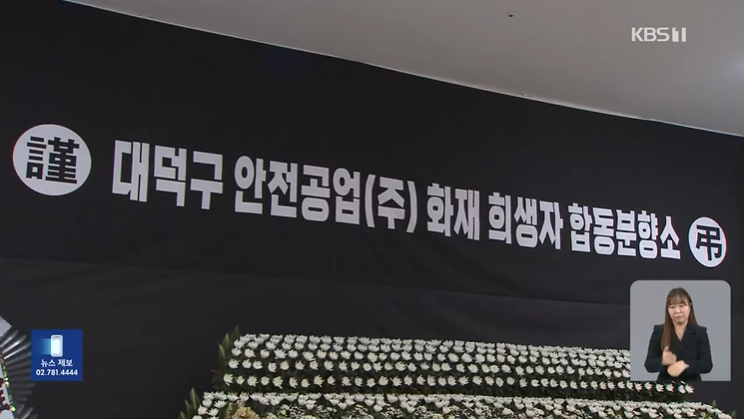 KBS1
謹 대덕구 안전공업(주) 화재 희생자 합동분향소 弔
뉴스 제보
02.781.4444